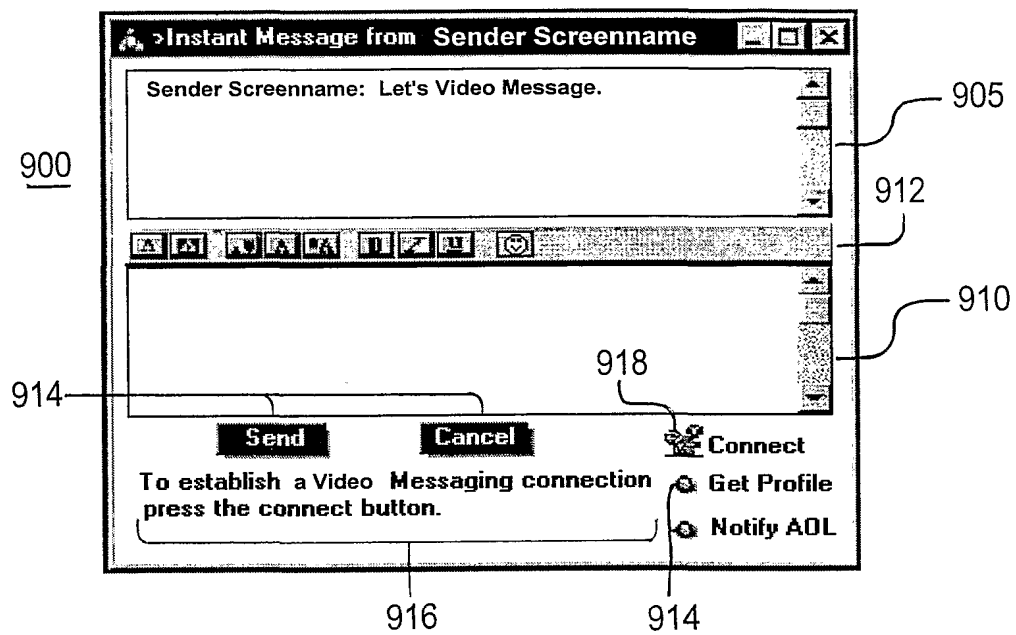 >Instant Message from Sender Screenname
Sender Screenname: Let's Video Message.
905
900
912
910
918
914
Send
Cancel
Connect
To establish a Video Messaging connection
press the connect button.
Get Profile
Notify AOL
916
914